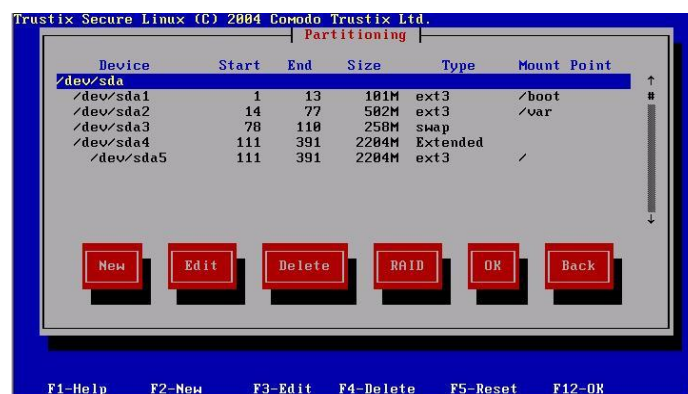 Trustix Secure Linux (C) 2004 Comodo Trustix Ltd.
Partitioning
Device Start End Size Type Mount Point
/dev/sda
/dev/sda1 1 13 101M ext3 /boot
/dev/sda2 14 77 502M ext3 /var
/dev/sda3 78 110 258M swap
/dev/sda4 111 391 2204M Extended
/dev/sda5 111 391 2204M ext3 /
New Edit Delete RAID OK Back
F1-Help F2-New F3-Edit F4-Delete F5-Reset F12-OK